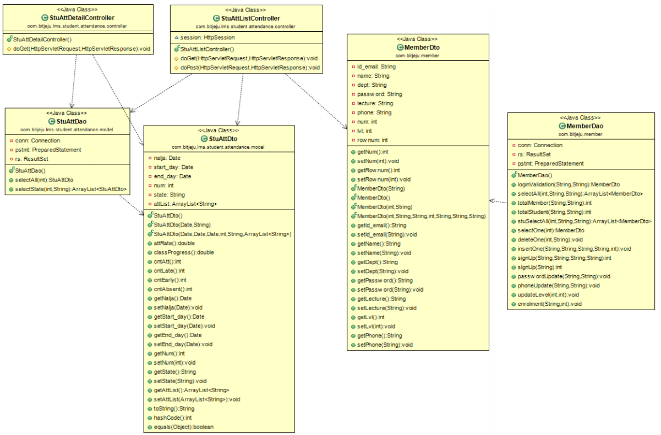 <<Java Class>>
StuAttDetailController
com.bitjeju.lms.student.attendance.controller
StuAttDetailController()
doGet(HttpServletRequest,HttpServletResponse):void
<<Java Class>>
StuAttListController
com.bitjeju.lms.student.attendance.controller
session: HttpSession
StuAttListController()
doGet(HttpServletRequest,HttpServletResponse):void
doPost(HttpServletRequest,HttpServletResponse):void
<<Java Class>>
StuAttDao
com.bitjeju.lms.student.attendance.model
conn: Connection
pstmt: PreparedStatement
rs: ResultSet
StuAttDao()
selectAll(int):StuAttDto
selectState(int,String):ArrayList<StuAttDto>
<<Java Class>>
StuAttDto
com.bitjeju.lms.student.attendance.model
nalja: Date
start_day: Date
end_day: Date
num: int
state: String
attList: ArrayList<String>
StuAttDto()
StuAttDto(Date,String)
StuAttDto(Date,Date,Date,int,String,ArrayList<String>)
attRate():double
classProgress():double
cntAtt():int
cntLate():int
cntEarly():int
cntAbsent():int
getNalja():Date
setNalja(Date):void
getStart_day():Date
setStart_day(Date):void
getEnd_day():Date
setEnd_day(Date):void
getNum():int
setNum(int):void
getState():String
setState(String):void
getAttList():ArrayList<String>
setAttList(ArrayList<String>):void
toString():String
hashCode():int
equals(Object):boolean
<<Java Class>>
MemberDto
com.bitjeju.member
id_email: String
name: String
dept: String
password: String
lecture: String
phone: String
num: int
lvl: int
rownum: int
getNum():int
setNum(int):void
getRownum():int
setRownum(int):void
MemberDto(String)
MemberDto()
MemberDto(int,String)
MemberDto(int,String,String,int,String,String,String)
getId_email():String
setId_email(String):void
getName():String
setName(String):void
getDept():String
setDept(String):void
getPassword():String
setPassword(String):void
getLecture():String
setLecture(String):void
getLvl():int
setLvl(int):void
getPhone():String
setPhone(String):void
<<Java Class>>
MemberDao
com.bitjeju.member
conn: Connection
rs: ResultSet
pstmt: PreparedStatement
MemberDao()
loginValidation(String,String):MemberDto
selectAll(int,String):ArrayList<MemberDto>
totalMember(String):int
totalStudent(String):int
stuSelectAll(int,String):ArrayList<MemberDto>
selectOne(int):MemberDto
deleteOne(int,String):void
insertOne(String,String,String,String,int):void
signUp(String,String,String,String):int
signUp(String):int
passwordUpdate(String,String):void
phoneUpdate(String,String):void
updateLevel(int,int):void
enrolment(String,int):void